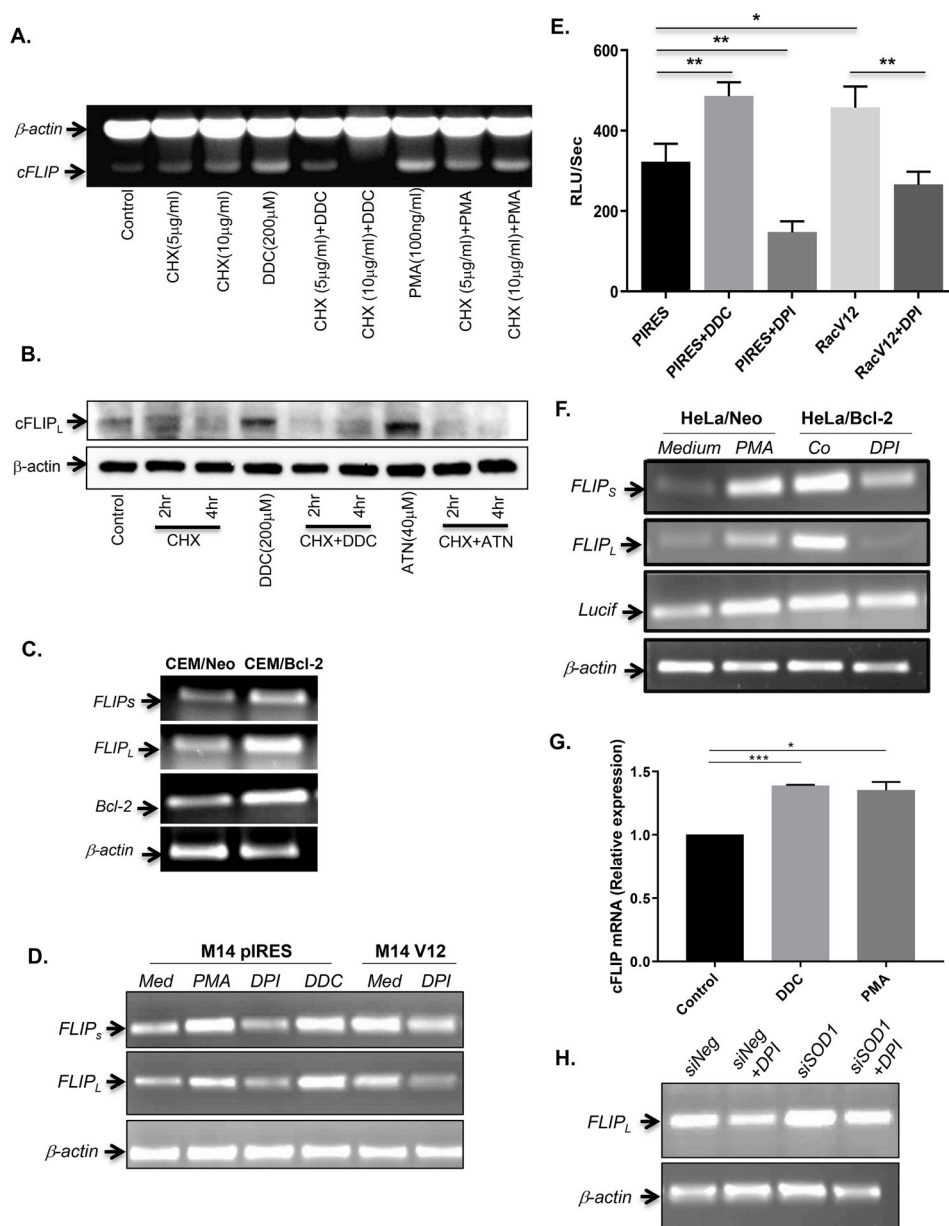 A.
β-actin
cFLIP
Control
CHX(5µg/ml)
CHX(10µg/ml)
DDC(200µM)
CHX (5µg/ml)+DDC
CHX (10µg/ml)+DDC
PMA(100ng/ml)
CHX (5µg/ml)+PMA
CHX (10µg/ml)+PMA
B.
cFLIPL
β-actin
Control
2hr
4hr
CHX
DDC(200µM)
2hr
4hr
CHX+DDC
ATN(40µM)
2hr
4hr
CHX+ATN
C.
CEM/Neo CEM/Bcl-2
FLIPs
FLIPL
Bcl-2
β-actin
D.
M14 pIRES M14 V12
Med PMA DPI DDC Med DPI
FLIPs
FLIPL
β-actin
E.
*
**
** **
600
400
200
0
RLU/Sec
PIRES
PIRES+DDC
PIRES+DPI
RacV12
RacV12+DPI
F.
HeLa/Neo HeLa/Bcl-2
Medium PMA Co DPI
FLIPS
FLIPL
Lucif
β-actin
G.
*
***
1.5
1.0
0.5
0.0
cFLIP mRNA (Relative expression)
Control
DDC
PMA
H.
siNeg
siNeg
+DPI
siSOD1
siSOD1
+DPI
FLIPL
β-actin